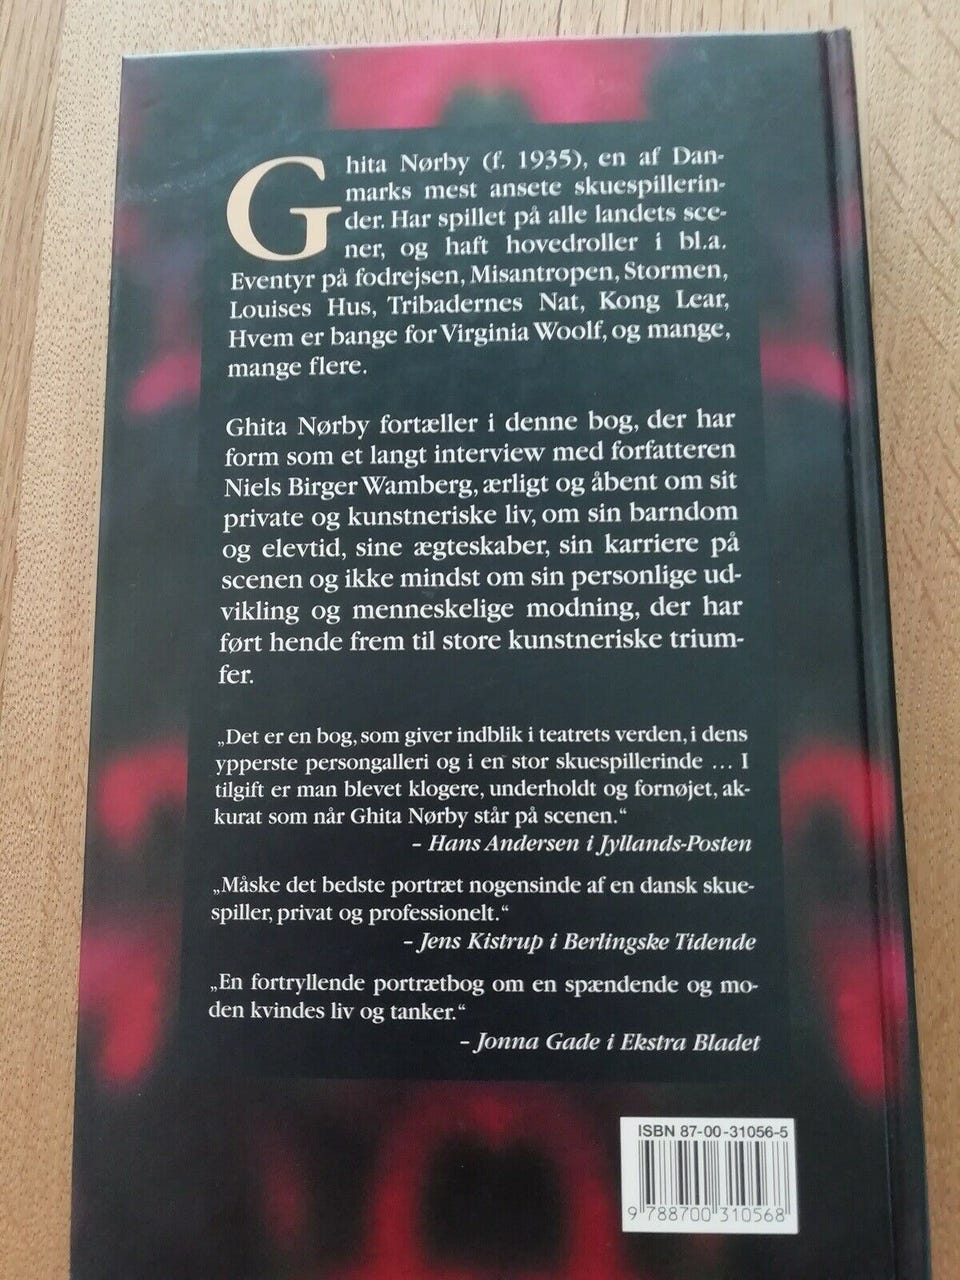 Ghita Nørby (f. 1935), en af Dan-
marks mest ansete skuespillerin-
der. Har spillet på alle landets sce-
ner, og haft hovedroller i bl.a.
Eventyr på fodrejsen, Misantropen, Stormen,
Louises Hus, Tribadernes Nat, Kong Lear,
Hvem er bange for Virginia Woolf, og mange,
mange flere.
Ghita Nørby fortæller i denne bog, der har
form som et langt interview med forfatteren
Niels Birger Wamberg, ærligt og åbent om sit
private og kunstneriske liv, om sin barndom
og elevtid, sine ægteskaber, sin karriere på
scenen og ikke mindst om sin personlige ud-
vikling og menneskelige modning, der har
ført hende frem til store kunstneriske trium-
fer.
„Det er en bog, som giver indblik i teatrets verden, i dens
ypperste persongalleri og i en stor skuespillerinde ... I
tilgift er man blevet klogere, underholdt og fornøjet, ak-
kurat som når Ghita Nørby står på scenen.“
– Hans Andersen i Jyllands-Posten
„Måske det bedste portræt nogensinde af en dansk skue-
spiller, privat og professionelt.“
– Jens Kistrup i Berlingske Tidende
„En fortryllende portrætbog om en spændende og mo-
den kvindes liv og tanker.“
– Jonna Gade i Ekstra Bladet
ISBN 87-00-31056-5
9 788700 310568